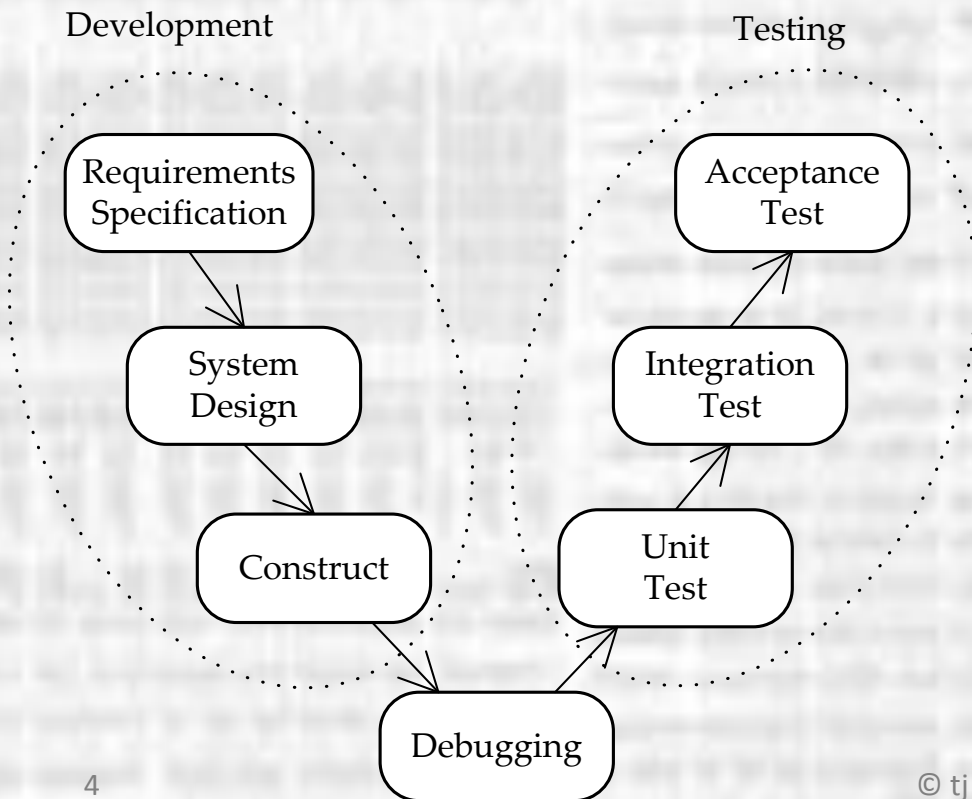 Development
Testing
Requirements
Specification
Acceptance
Test
System
Design
Integration
Test
Construct
Unit
Test
Debugging
4
© tj